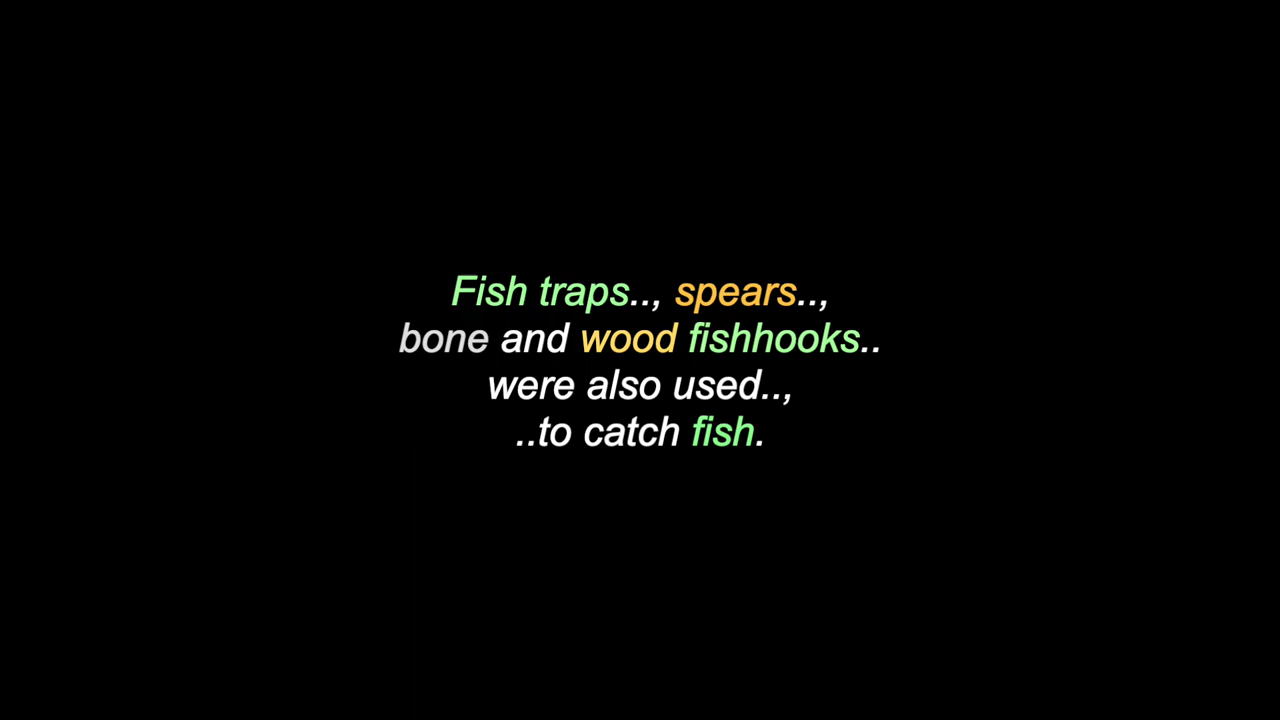 Fish traps.., spears..,
bone and wood fishhooks..
were also used..,
..to catch fish.